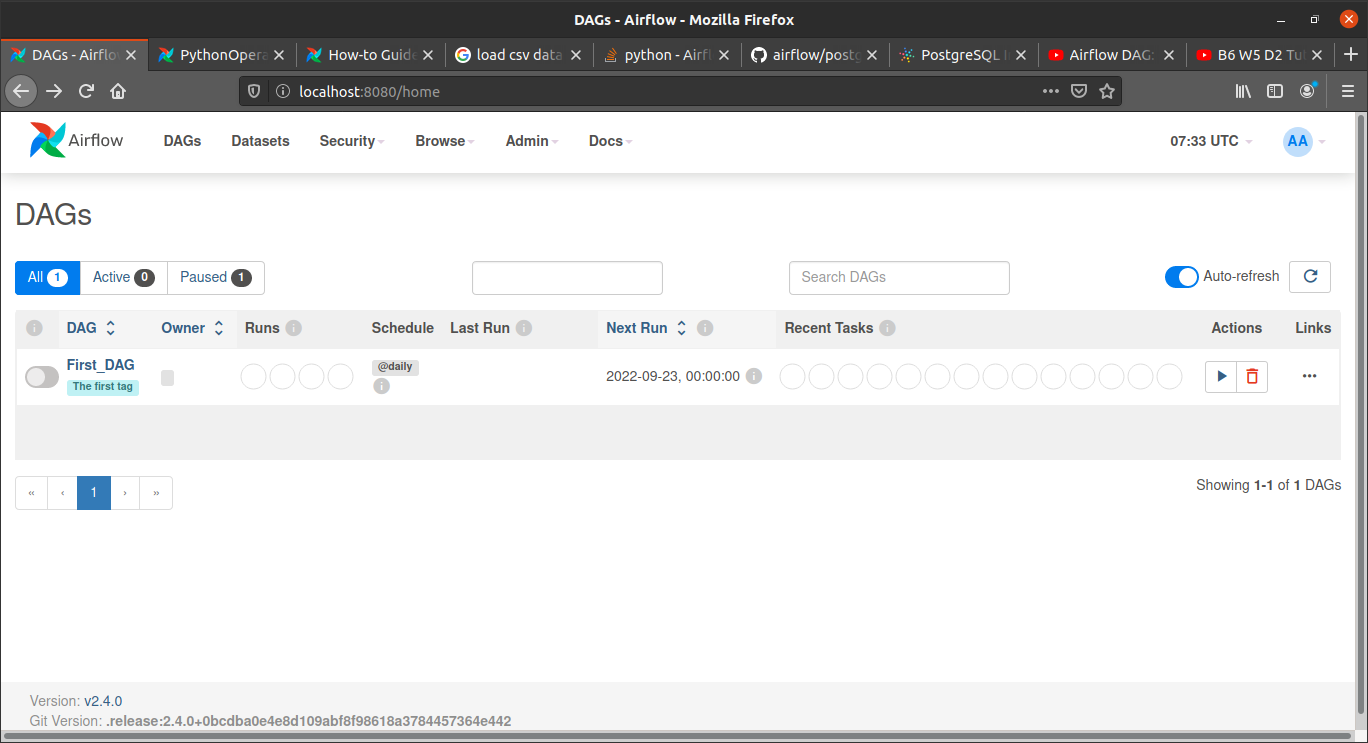 DAGs - Airflow - Mozilla Firefox
DAGs - Airflow PythonOpera How-to Guide load csv data python - Airf airflow/postg PostgreSQL I Airflow DAG: B6 W5 D2 Tut
localhost:8080/home
Airflow DAGs Datasets Security Browse Admin Docs 07:33 UTC AA
DAGs
All 1 Active 0 Paused 1 Search DAGs Auto-refresh
DAG Owner Runs Schedule Last Run Next Run Recent Tasks Actions Links
First_DAG @daily 2022-09-23, 00:00:00
The first tag
« ‹ 1 › » Showing 1-1 of 1 DAGs
Version: v2.4.0
Git Version: .release:2.4.0+0bcdba0e4e8d109abf8f98618a3784457364e442